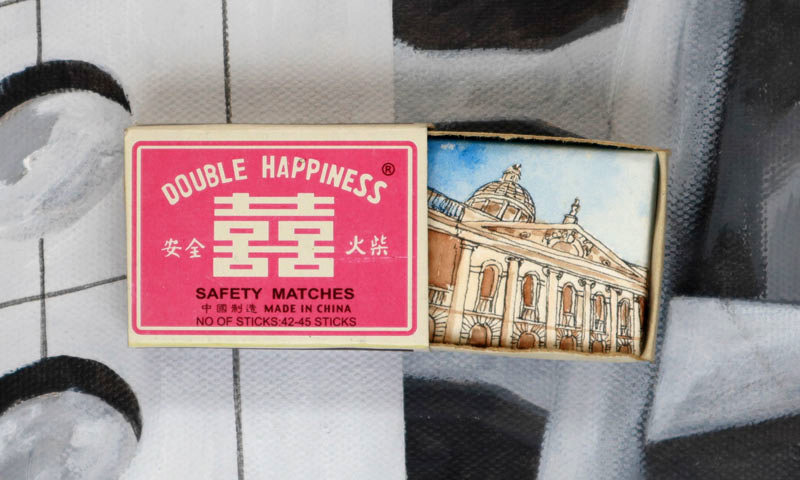 DOUBLE HAPPINESS®
囍
安全 火柴
SAFETY MATCHES
中國制造 MADE IN CHINA
NO OF STICKS:42-45 STICKS